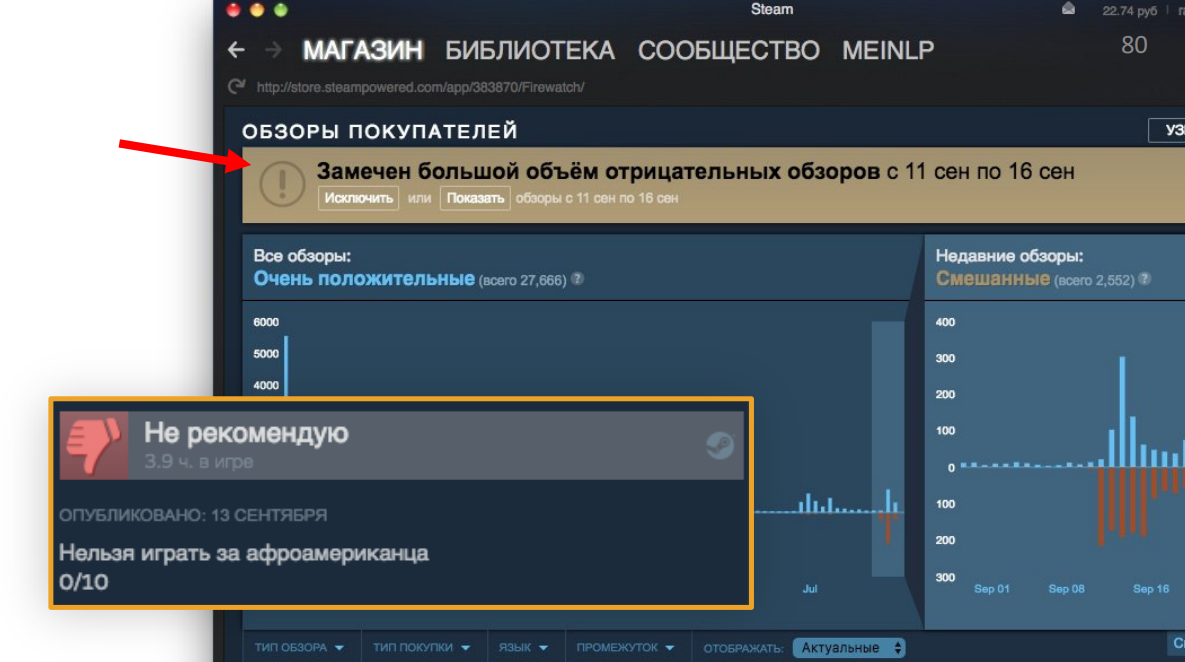 Steam
22.74 руб
МАГАЗИН БИБЛИОТЕКА СООБЩЕСТВО MEINLP
80
http://store.steampowered.com/app/383870/Firewatch/
ОБЗОРЫ ПОКУПАТЕЛЕЙ
Замечен большой объём отрицательных обзоров с 11 сен по 16 сен
Исключить или Показать обзоры с 11 сен по 16 сен
Все обзоры:
Очень положительные (всего 27,666) ?
Недавние обзоры:
Смешанные (всего 2,552) ?
6000
5000
4000
400
300
200
100
0
100
200
300
Jul
Sep 01 Sep 08 Sep 16
Не рекомендую
3.9 ч. в игре
ОПУБЛИКОВАНО: 13 СЕНТЯБРЯ
Нельзя играть за афроамериканца
0/10
ТИП ОБЗОРА ТИП ПОКУПКИ ЯЗЫК ПРОМЕЖУТОК ОТОБРАЖАТЬ: Актуальные